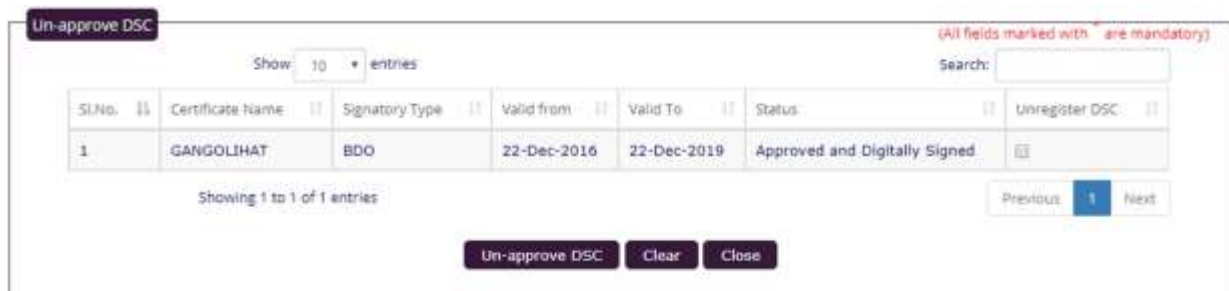 Un-approve DSC
(All fields marked with * are mandatory)
Show 10 entries Search:
Sl.No. Certificate Name Signatory Type Valid from Valid To Status Unregister DSC
1 GANGOLIHAT BDO 22-Dec-2016 22-Dec-2019 Approved and Digitally Signed
Showing 1 to 1 of 1 entries Previous 1 Next
Un-approve DSC Clear Close